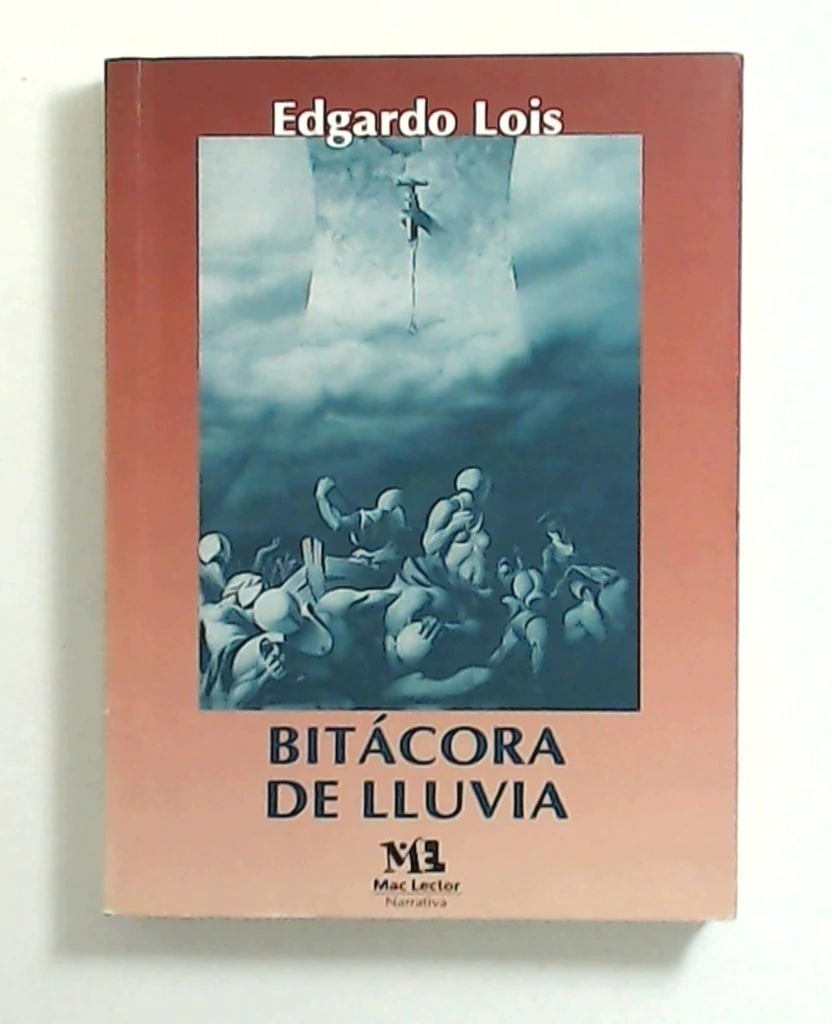 Edgardo Lois
BITÁCORA
DE LLUVIA
ML
Mac Lector
Narrativa